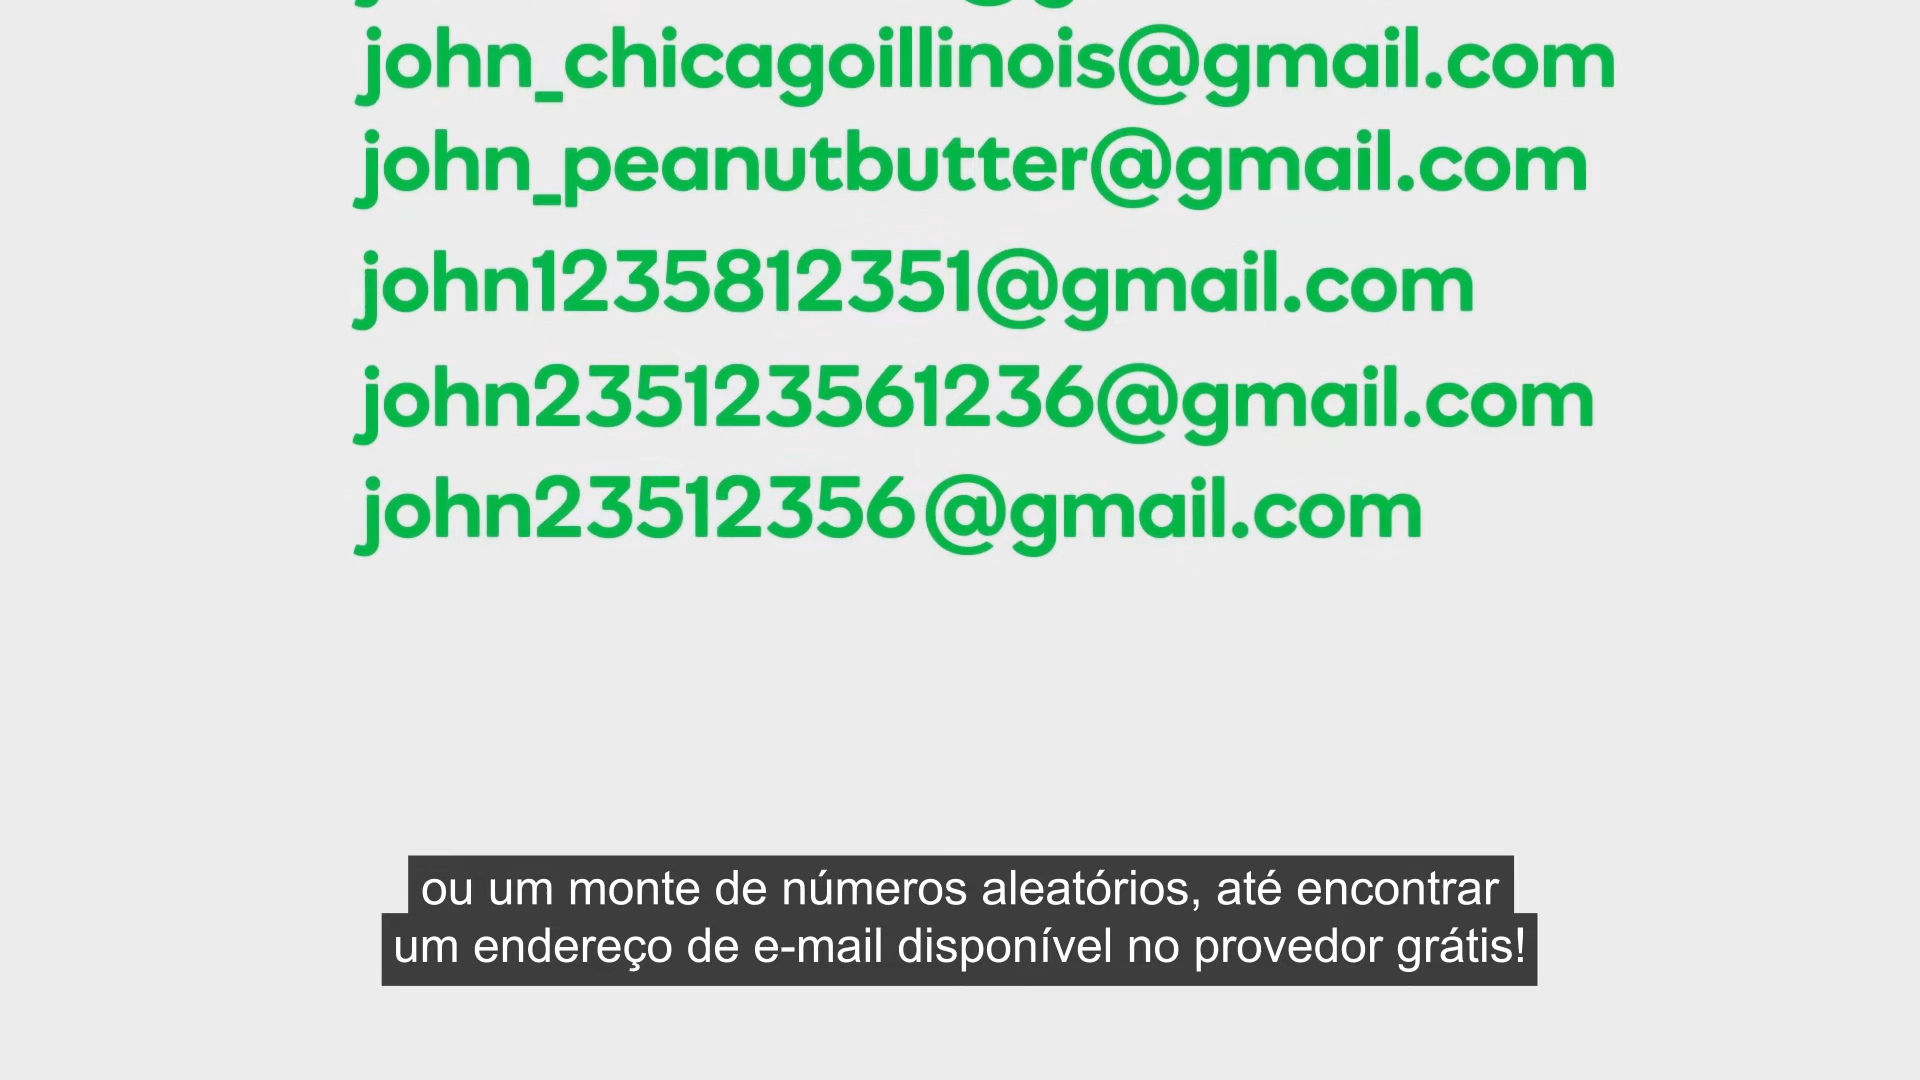 john_chicagoillinois@gmail.com
john_peanutbutter@gmail.com
john1235812351@gmail.com
john235123561236@gmail.com
john23512356@gmail.com
ou um monte de números aleatórios, até encontrar
um endereço de e-mail disponível no provedor grátis!